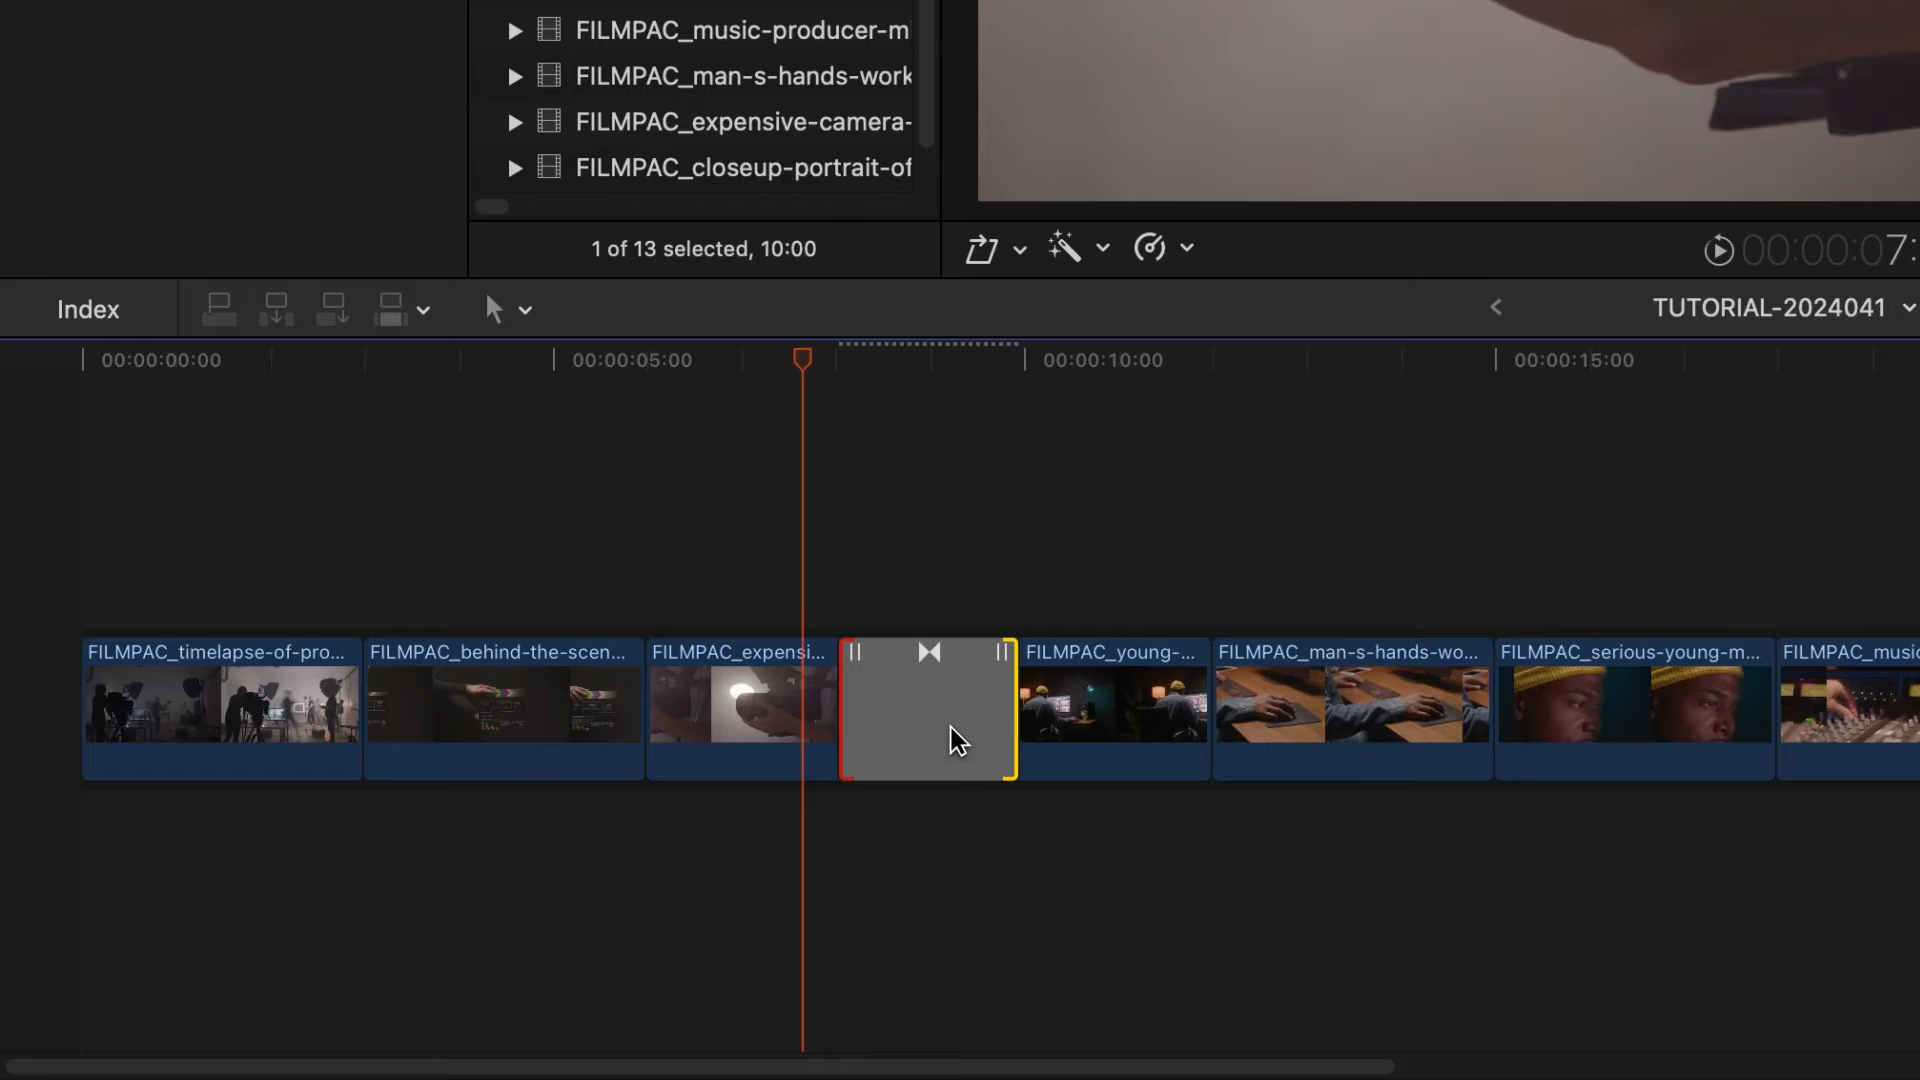 FILMPAC_music-producer-mi
FILMPAC_man-s-hands-work
FILMPAC_expensive-camera-
FILMPAC_closeup-portrait-of
1 of 13 selected, 10:00
00:00:07:
Index
TUTORIAL-2024041
00:00:00:00
00:00:05:00
00:00:10:00
00:00:15:00
FILMPAC_timelapse-of-pro...
FILMPAC_behind-the-scen...
FILMPAC_expensi...
FILMPAC_young-...
FILMPAC_man-s-hands-wo...
FILMPAC_serious-young-m...
FILMPAC_music